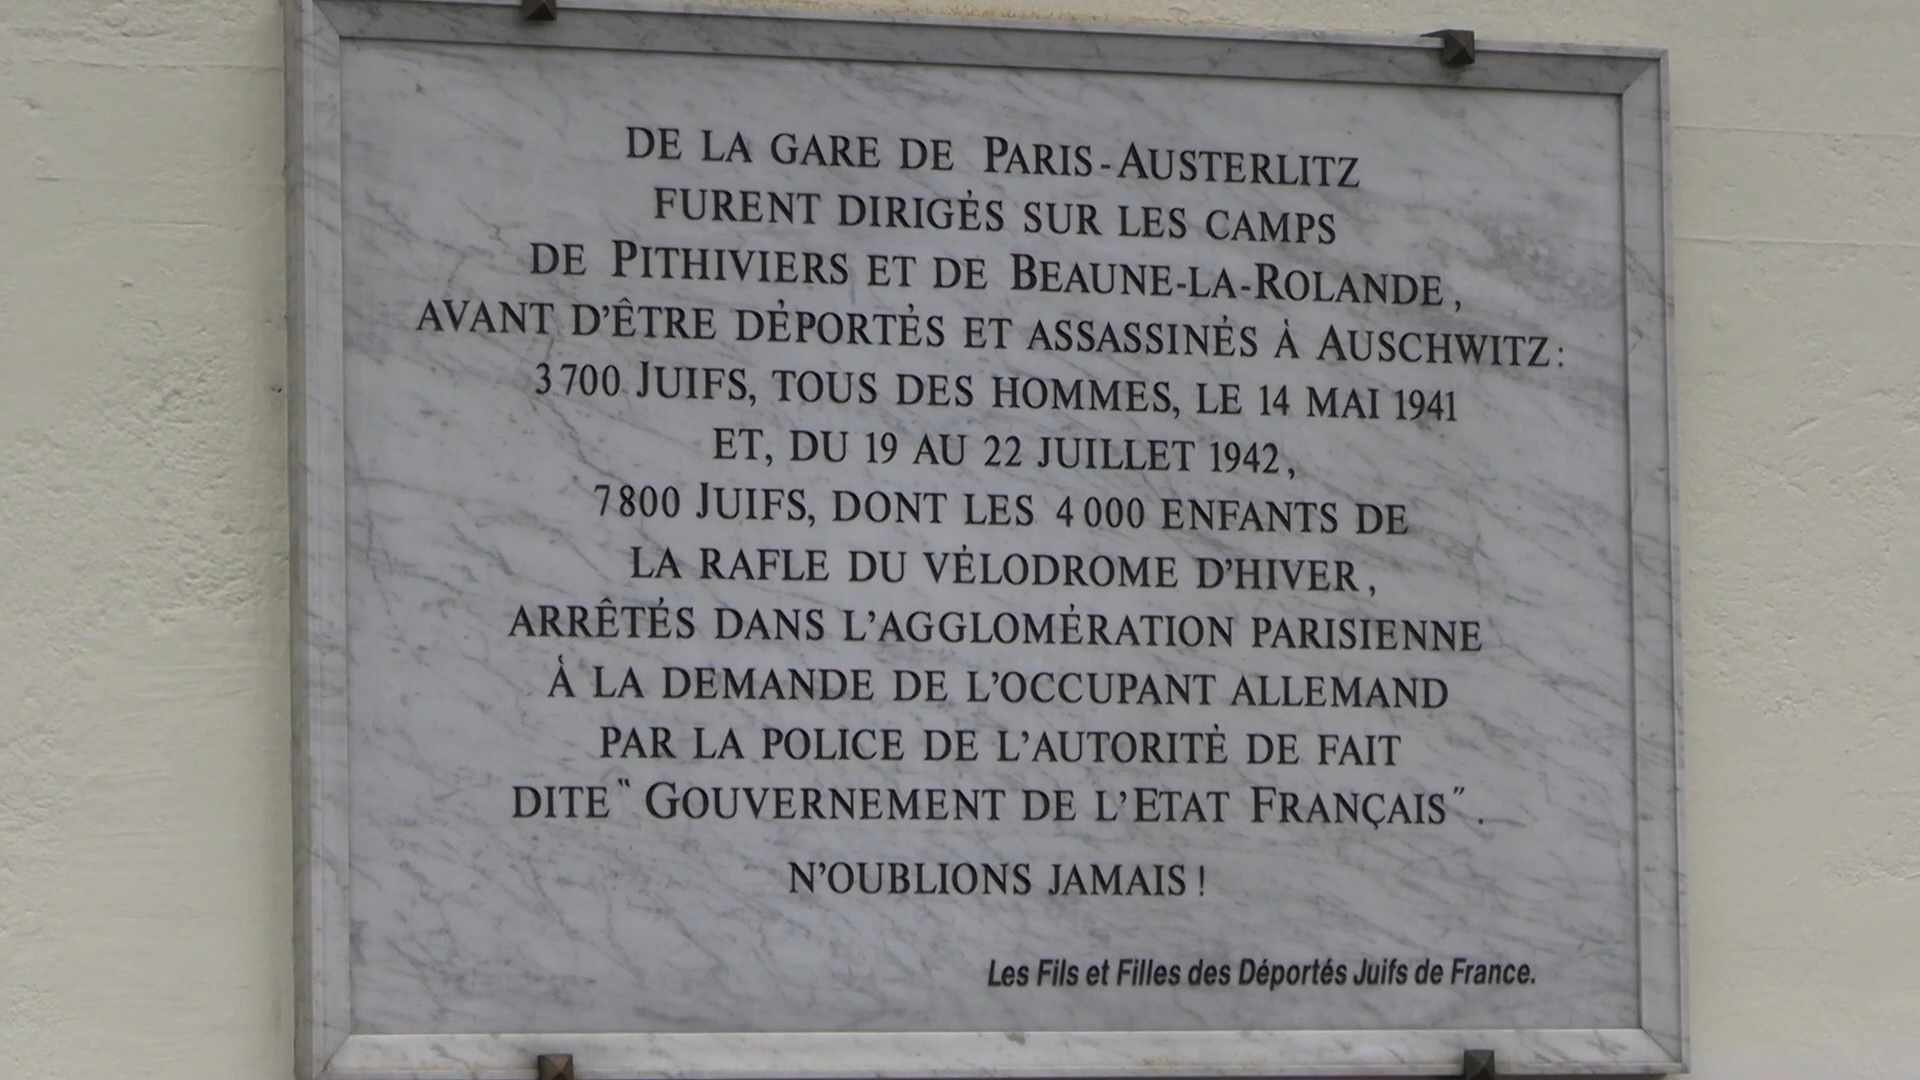 DE LA GARE DE PARIS-AUSTERLITZ
FURENT DIRIGÉS SUR LES CAMPS
DE PITHIVIERS ET DE BEAUNE-LA-ROLANDE,
AVANT D'ÊTRE DÉPORTÉS ET ASSASSINÉS À AUSCHWITZ:
3700 JUIFS, TOUS DES HOMMES, LE 14 MAI 1941
ET, DU 19 AU 22 JUILLET 1942,
7800 JUIFS, DONT LES 4000 ENFANTS DE
LA RAFLE DU VÉLODROME D'HIVER,
ARRÊTÉS DANS L'AGGLOMÉRATION PARISIENNE
À LA DEMANDE DE L'OCCUPANT ALLEMAND
PAR LA POLICE DE L'AUTORITÉ DE FAIT
DITE "GOUVERNEMENT DE L'ETAT FRANÇAIS".
N'OUBLIONS JAMAIS !
Les Fils et Filles des Déportés Juifs de France.